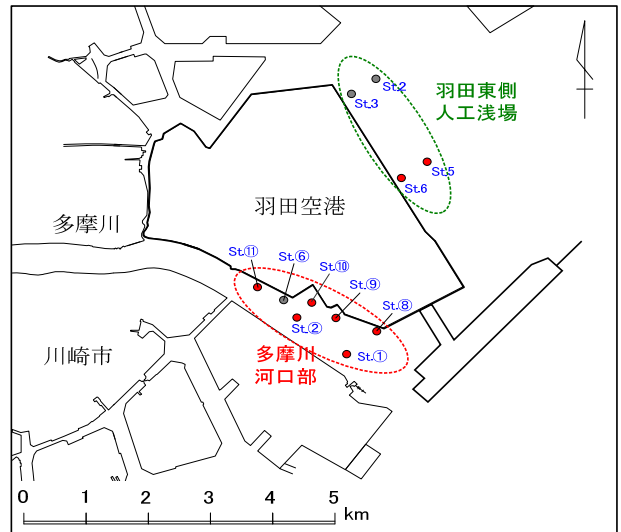 St.2
St.3
羽田東側
人工浅場
St.5
St.6
羽田空港
多摩川
St.⑪
St.⑥
St.⑩
St.⑨
St.②
St.⑧
St.①
多摩川
河口部
川崎市
0 1 2 3 4 5
km